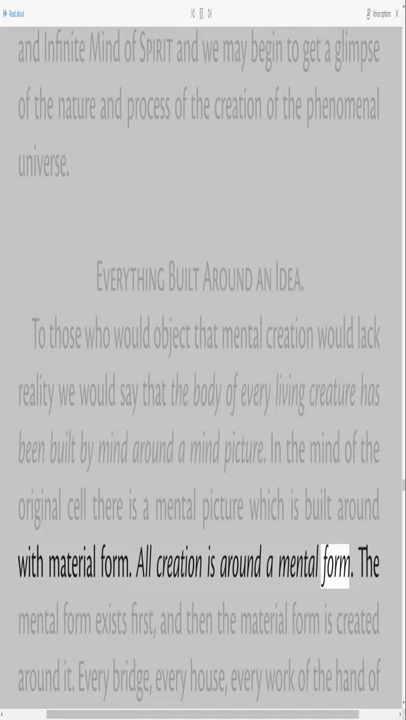 Read aloud
Voice options
and Infinite Mind of SPIRIT and we may begin to get a glimpse
of the nature and process of the creation of the phenomenal
universe.
EVERYTHING BUILT AROUND AN IDEA.
To those who would object that mental creation would lack
reality we would say that the body of every living creature has
been built by mind around a mind picture. In the mind of the
original cell there is a mental picture which is built around
with material form. All creation is around a mental form. The
mental form exists first, and then the material form is created
around it. Every bridge, every house, every work of the hand of